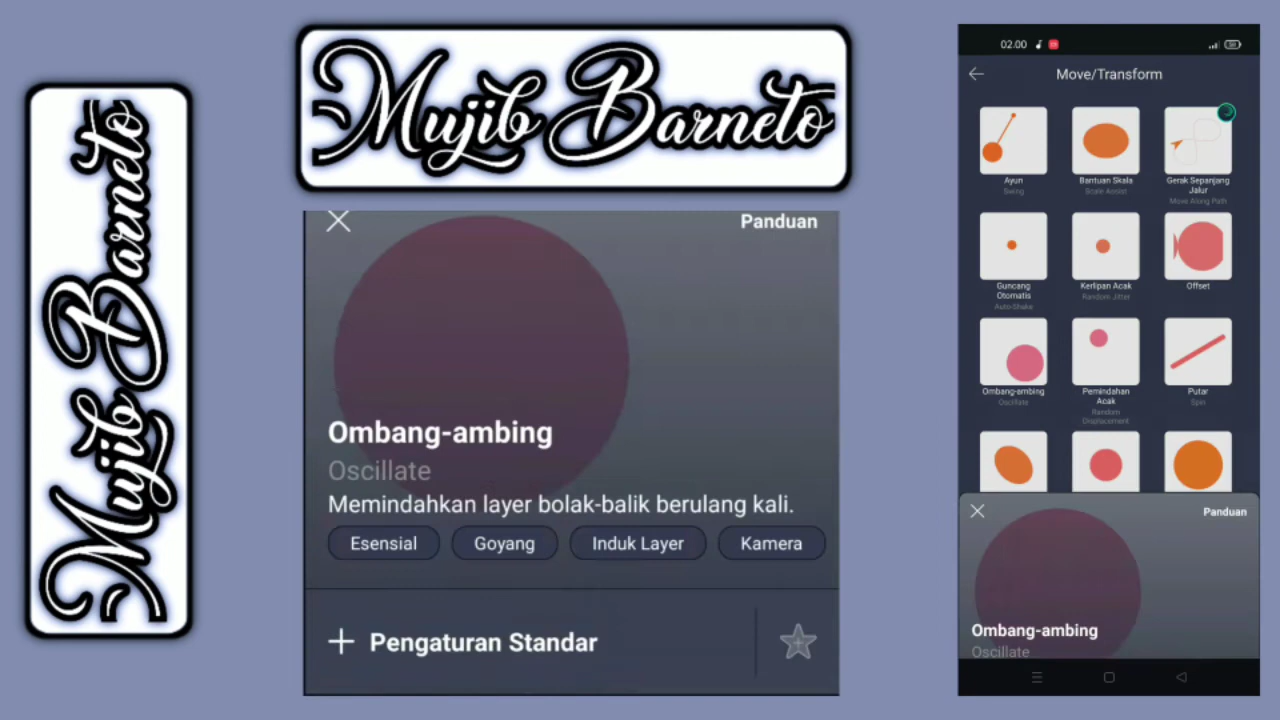 Mujib Barneto
Mujib Barneto
Panduan
Ombang-ambing
Oscillate
Memindahkan layer bolak-balik berulang kali.
Esensial
Goyang
Induk Layer
Kamera
+ Pengaturan Standar
02.00
Move/Transform
Ayun
Swing
Bantuan Skala
Scale Assist
Gerak Sepanjang
Jalur
Move Along Path
Guncang
Otomatis
Auto-Shake
Kerlipan Acak
Random Jitter
Offset
Ombang-ambing
Oscillate
Pemindahan
Acak
Random
Displacement
Putar
Spin
Panduan
Ombang-ambing
Oscillate